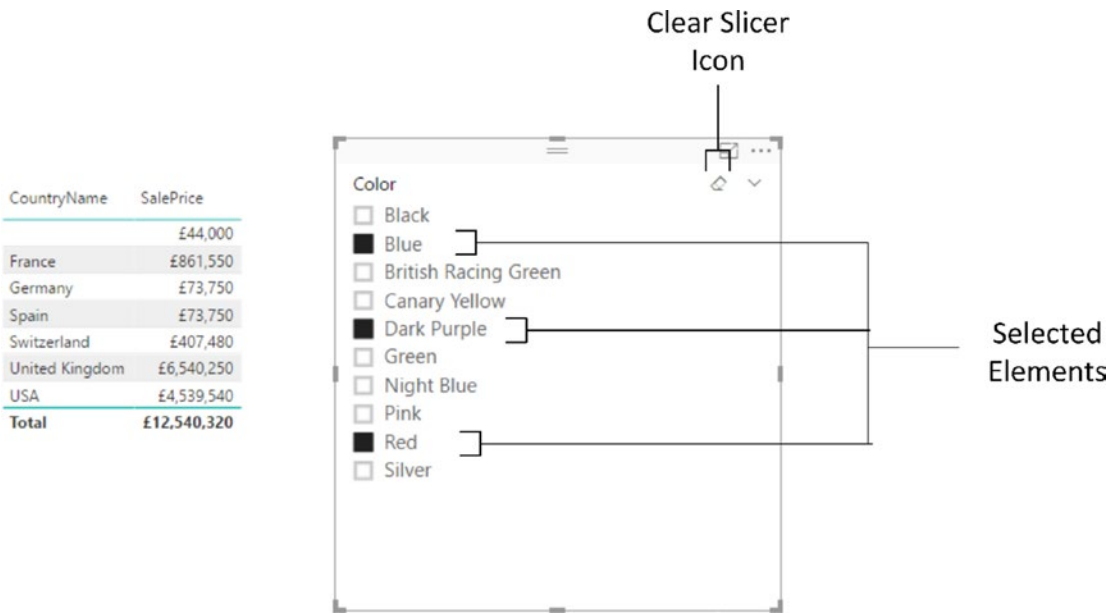 Clear Slicer
Icon
CountryName SalePrice
£44,000
France £861,550
Germany £73,750
Spain £73,750
Switzerland £407,480
United Kingdom £6,540,250
USA £4,539,540
Total £12,540,320
Color
Black
Blue
British Racing Green
Canary Yellow
Dark Purple
Green
Night Blue
Pink
Red
Silver
Selected
Elements